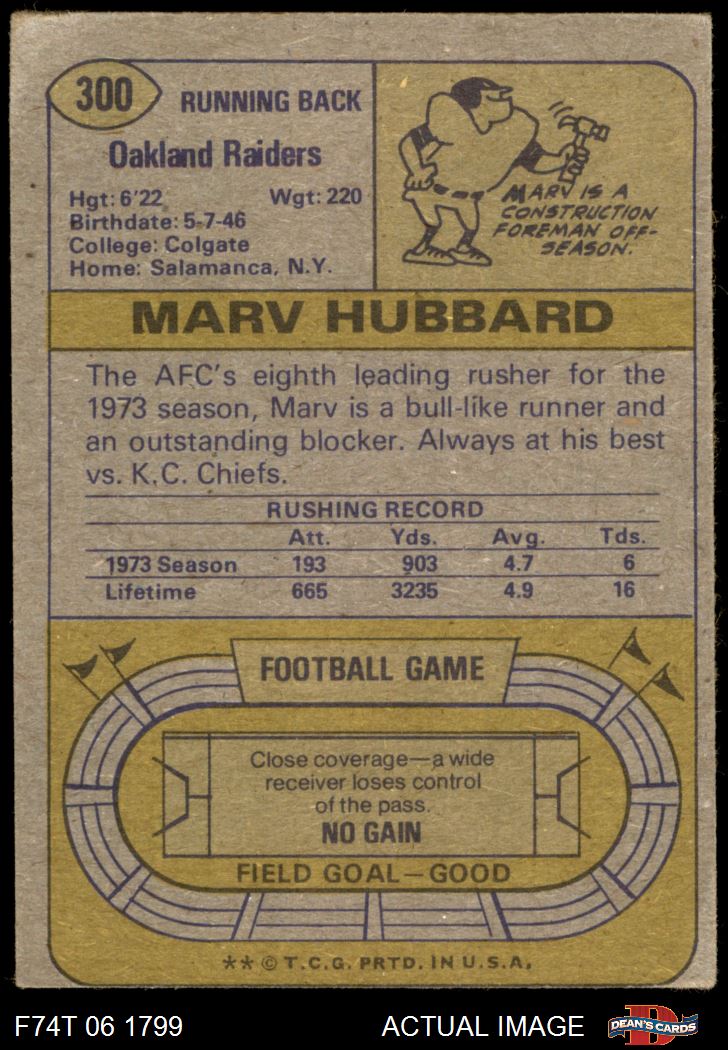 300
RUNNING BACK
Oakland Raiders
Hgt: 6'22 Wgt: 220
Birthdate: 5-7-46
College: Colgate
Home: Salamanca, N.Y.
MARV IS A
CONSTRUCTION
FOREMAN OFF-
SEASON.
MARV HUBBARD
The AFC's eighth leading rusher for the
1973 season, Marv is a bull-like runner and
an outstanding blocker. Always at his best
vs. K.C. Chiefs.
RUSHING RECORD
Att. Yds. Avg. Tds.
1973 Season 193 903 4.7 6
Lifetime 665 3235 4.9 16
FOOTBALL GAME
Close coverage—a wide
receiver loses control
of the pass.
NO GAIN
FIELD GOAL—GOOD
** © T.C.G. PRTD. IN U.S.A.
F74T 06 1799 ACTUAL IMAGE DEAN'S CARDS